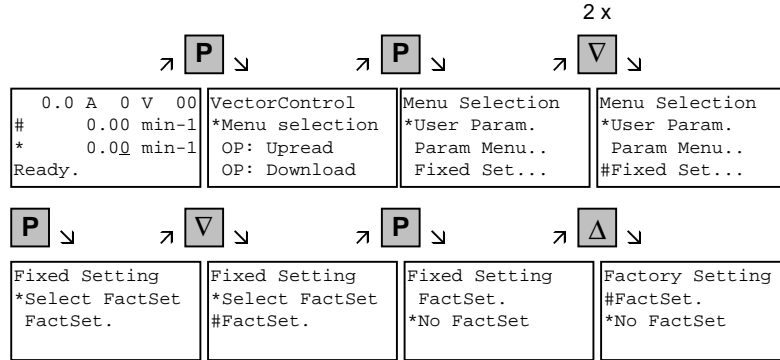 2 x
P P ∇
0.0 A 0 V 00
# 0.00 min-1
* 0.00 min-1
Ready.
VectorControl
*Menu selection
OP: Upread
OP: Download
Menu Selection
*User Param.
Param Menu..
Fixed Set...
Menu Selection
*User Param.
Param Menu..
#Fixed Set...
P ∇ P Δ
Fixed Setting
*Select FactSet
FactSet.
Fixed Setting
*Select FactSet
#FactSet.
Fixed Setting
FactSet.
*No FactSet
Factory Setting
#FactSet.
*No FactSet